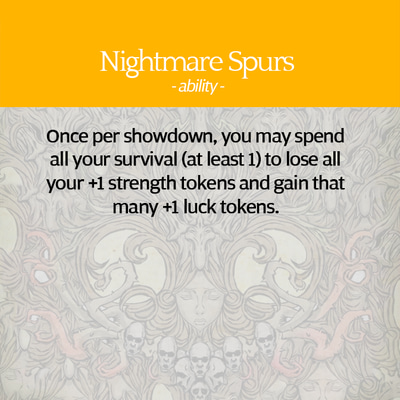 Nightmare Spurs
- ability -
Once per showdown, you may spend
all your survival (at least 1) to lose all
your +1 strength tokens and gain that
many +1 luck tokens.